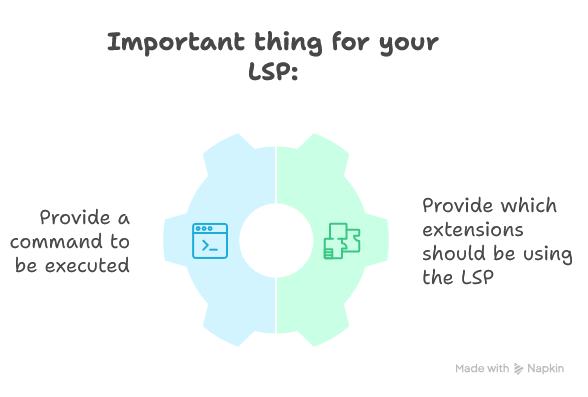 Important thing for your
LSP:
Provide a
command to
be executed
Provide which
extensions
should be using
the LSP
Made with Napkin